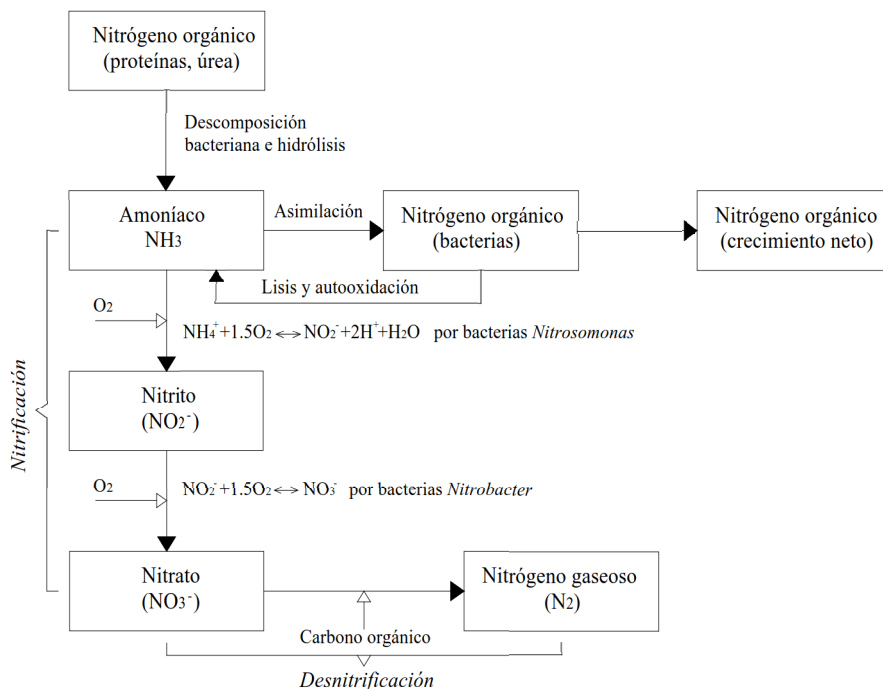 Nitrógeno orgánico
(proteínas, úrea)
Descomposición
bacteriana e hidrólisis
Amoníaco
NH3
Asimilación
Nitrógeno orgánico
(bacterias)
Nitrógeno orgánico
(crecimiento neto)
Lisis y autooxidación
O2
NH4+ +1.5O2 ↔ NO2- +2H+ +H2O por bacterias Nitrosomonas
Nitrificación
Nitrito
(NO2-)
O2
NO2- +1.5O2 ↔ NO3- por bacterias Nitrobacter
Nitrato
(NO3-)
Nitrógeno gaseoso
(N2)
Carbono orgánico
Desnitrificación